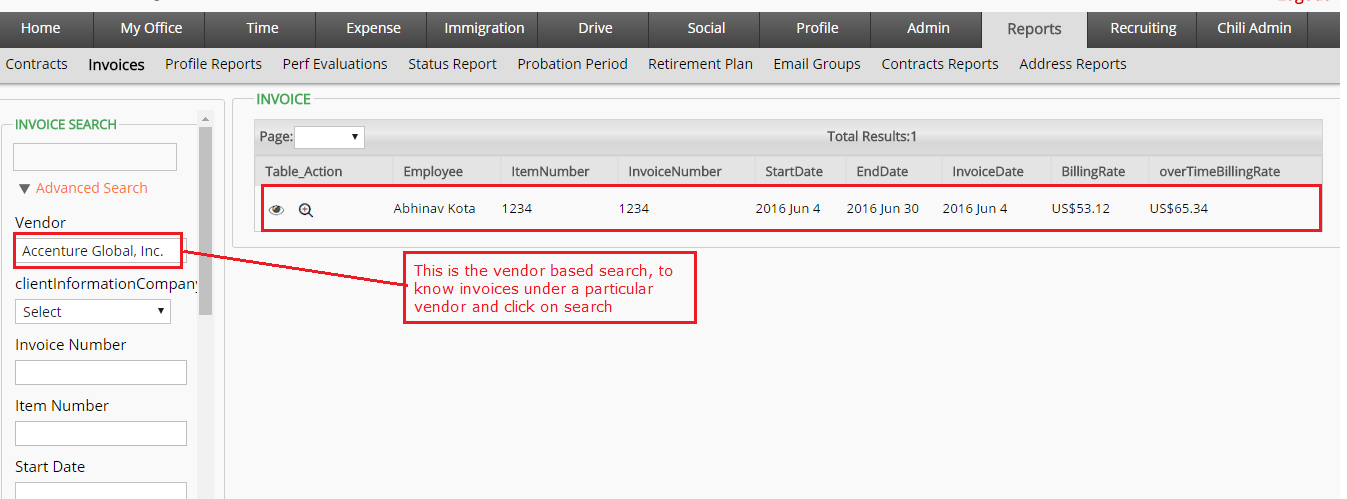 Home My Office Time Expense Immigration Drive Social Profile Admin Reports Recruiting Chili Admin
Contracts Invoices Profile Reports Perf Evaluations Status Report Probation Period Retirement Plan Email Groups Contracts Reports Address Reports
INVOICE SEARCH
Advanced Search
Vendor
Accenture Global, Inc.
clientInformationCompany
Select
Invoice Number
Item Number
Start Date
INVOICE
Page: Total Results:1
Table_Action Employee ItemNumber InvoiceNumber StartDate EndDate InvoiceDate BillingRate overTimeBillingRate
Abhinav Kota 1234 1234 2016 Jun 4 2016 Jun 30 2016 Jun 4 US$53.12 US$65.34
This is the vendor based search, to
know invoices under a particular
vendor and click on search